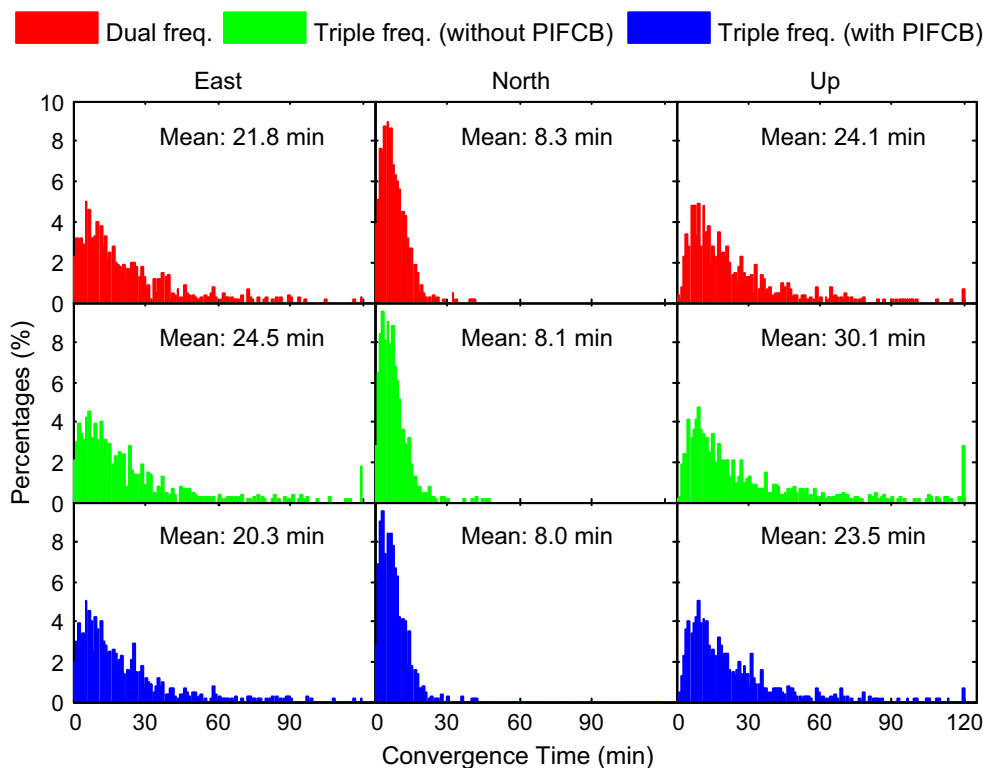 Dual freq. Triple freq. (without PIFCB) Triple freq. (with PIFCB)
East North Up
10
8
6
4
2
0
Mean: 21.8 min Mean: 8.3 min Mean: 24.1 min
8
6
4
2
0
Mean: 24.5 min Mean: 8.1 min Mean: 30.1 min
8
6
4
2
0
Mean: 20.3 min Mean: 8.0 min Mean: 23.5 min
Percentages (%)
0 30 60 90 0 30 60 90 0 30 60 90 120
Convergence Time (min)